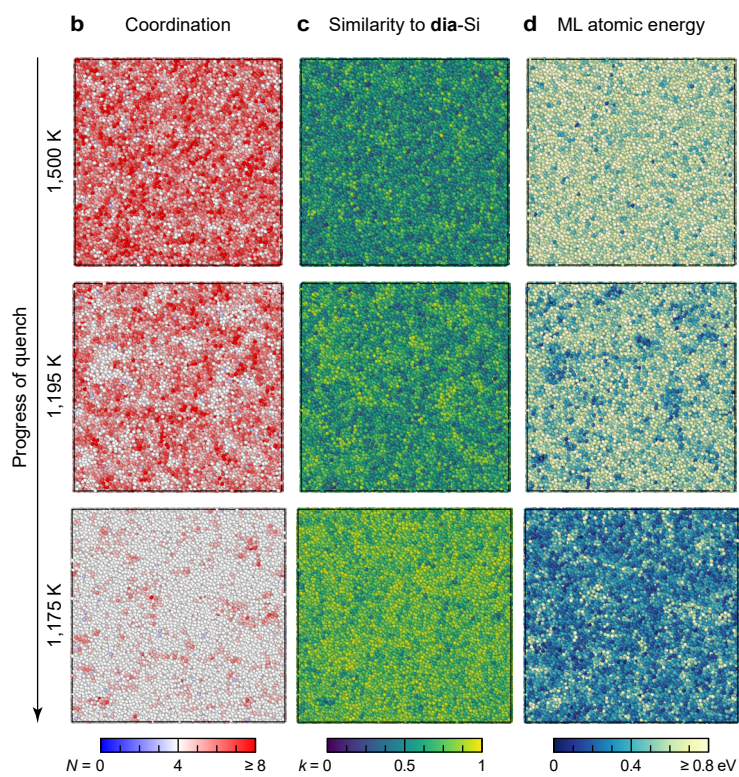 b Coordination
c Similarity to dia-Si
d ML atomic energy
Progress of quench
1,500 K
1,195 K
1,175 K
N = 0 4 ≥ 8
k = 0 0.5 1
0 0.4 ≥ 0.8 eV